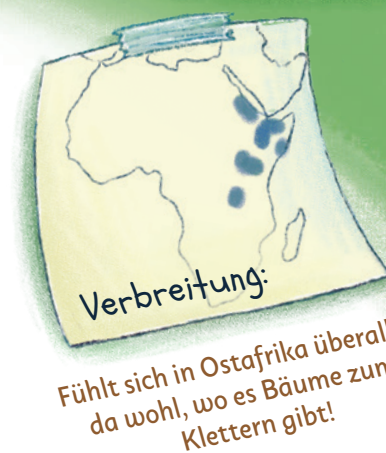 Verbreitung:
Fühlt sich in Ostafrika überall
da wohl, wo es Bäume zum
Klettern gibt!